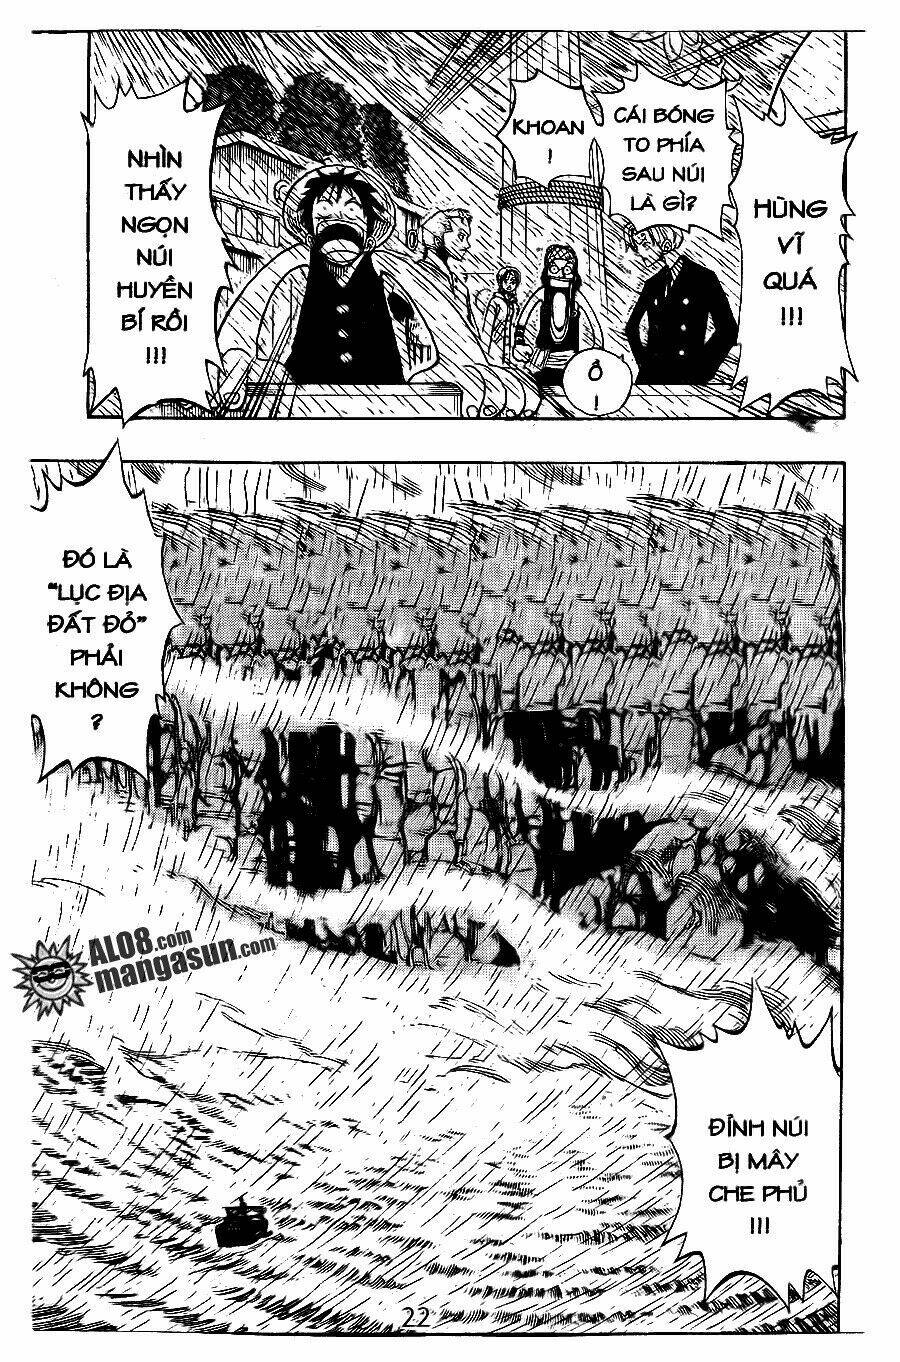 HÙNG
VĨ
QUÁ
!!!
CÁI BÓNG
TO PHÍA
SAU NÚI
LÀ GÌ?
KHOAN
!
Ồ
!
NHÌN
THẤY
NGỌN
NÚI
HUYỀN
BÍ RỒI
!!!
ĐÓ LÀ
"LỤC ĐỊA
ĐẤT ĐỎ"
PHẢI
KHÔNG
?
AL08.com
mangasun.com
ĐỈNH NÚI
BỊ MÂY
CHE PHỦ
!!!
22